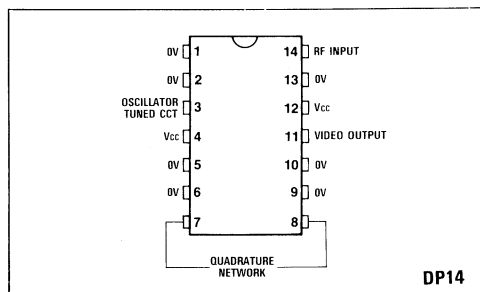 0V 1 14 RF INPUT
0V 2 13 0V
OSCILLATOR
TUNED CCT 3 12 Vcc
Vcc 4 11 VIDEO OUTPUT
0V 5 10 0V
0V 6 9 0V
7 8
QUADRATURE
NETWORK
DP14